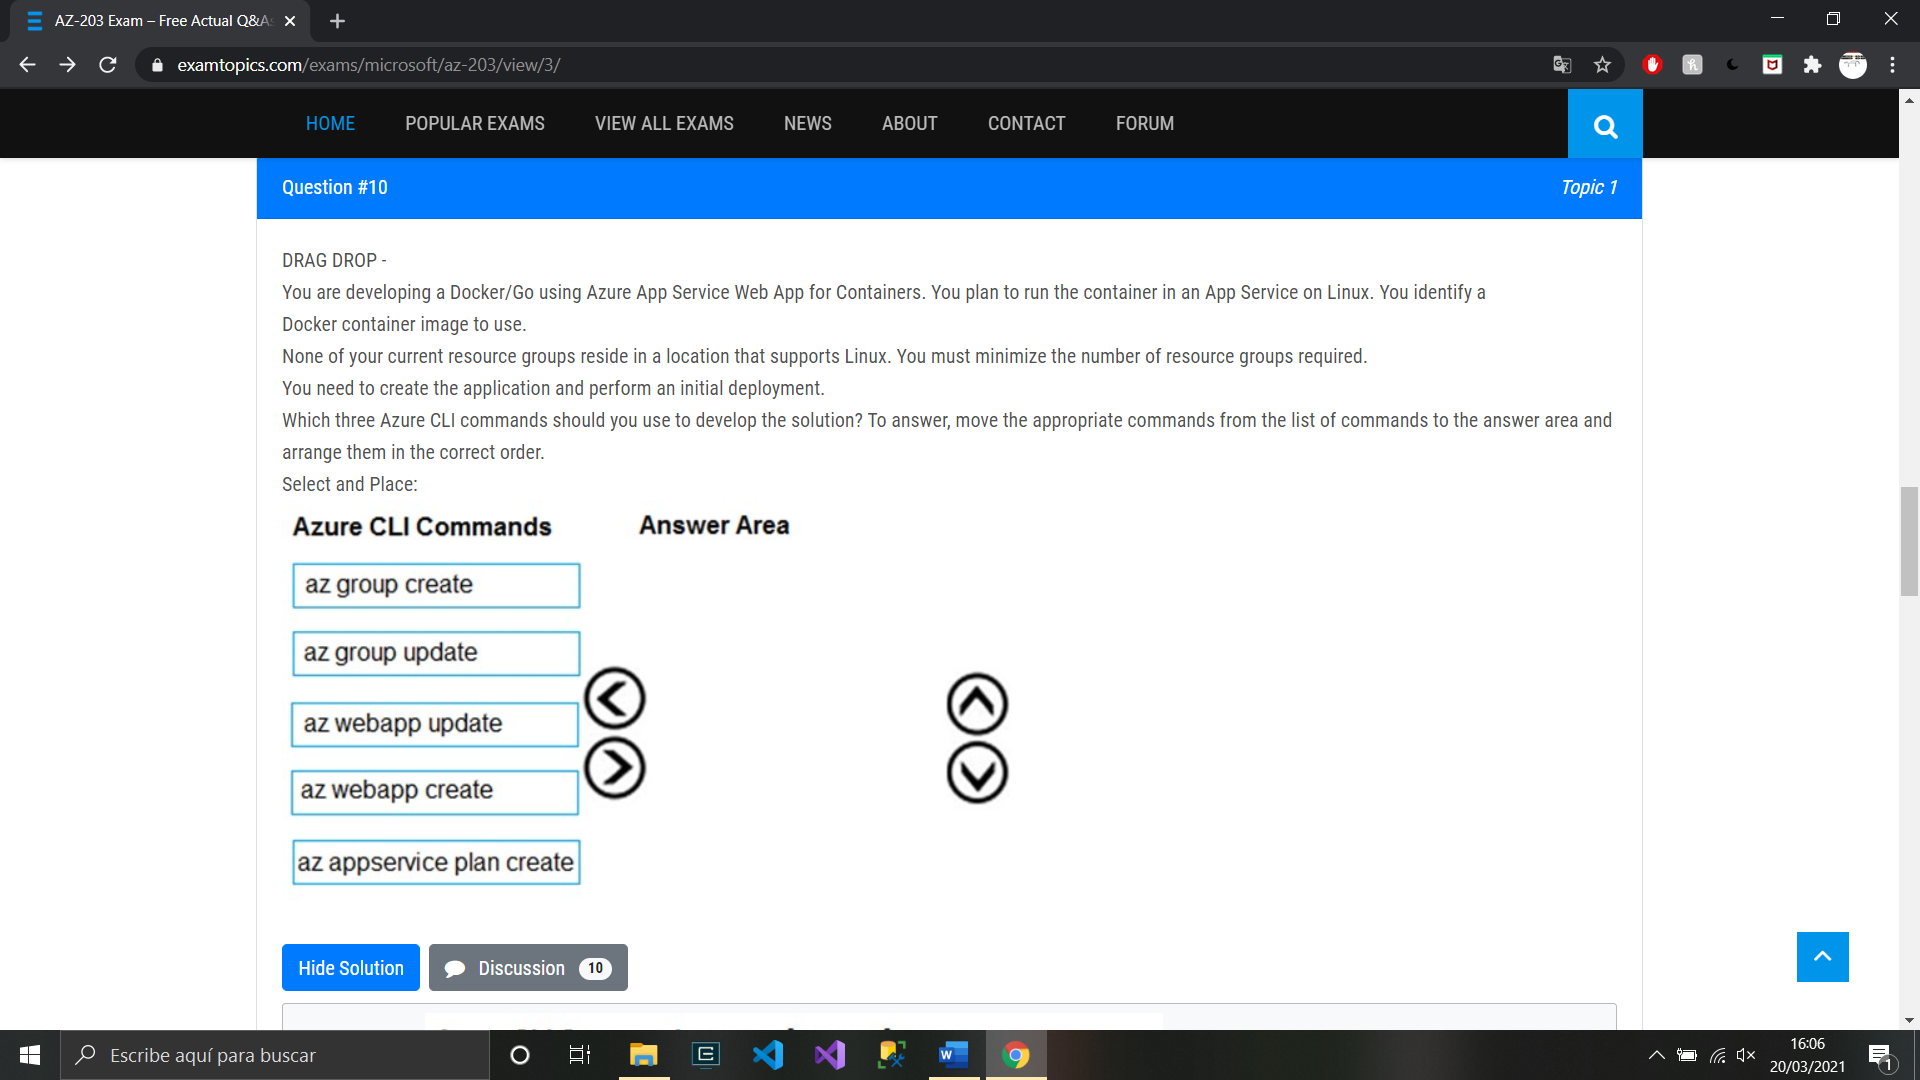 AZ-203 Exam – Free Actual Q&As
examtopics.com/exams/microsoft/az-203/view/3/
HOME POPULAR EXAMS VIEW ALL EXAMS NEWS ABOUT CONTACT FORUM
Question #10 Topic 1
DRAG DROP -
You are developing a Docker/Go using Azure App Service Web App for Containers. You plan to run the container in an App Service on Linux. You identify a
Docker container image to use.
None of your current resource groups reside in a location that supports Linux. You must minimize the number of resource groups required.
You need to create the application and perform an initial deployment.
Which three Azure CLI commands should you use to develop the solution? To answer, move the appropriate commands from the list of commands to the answer area and
arrange them in the correct order.
Select and Place:
Azure CLI Commands Answer Area
az group create
az group update
az webapp update
az webapp create
az appservice plan create
Hide Solution Discussion 10
Escribe aquí para buscar
16:06
20/03/2021
1